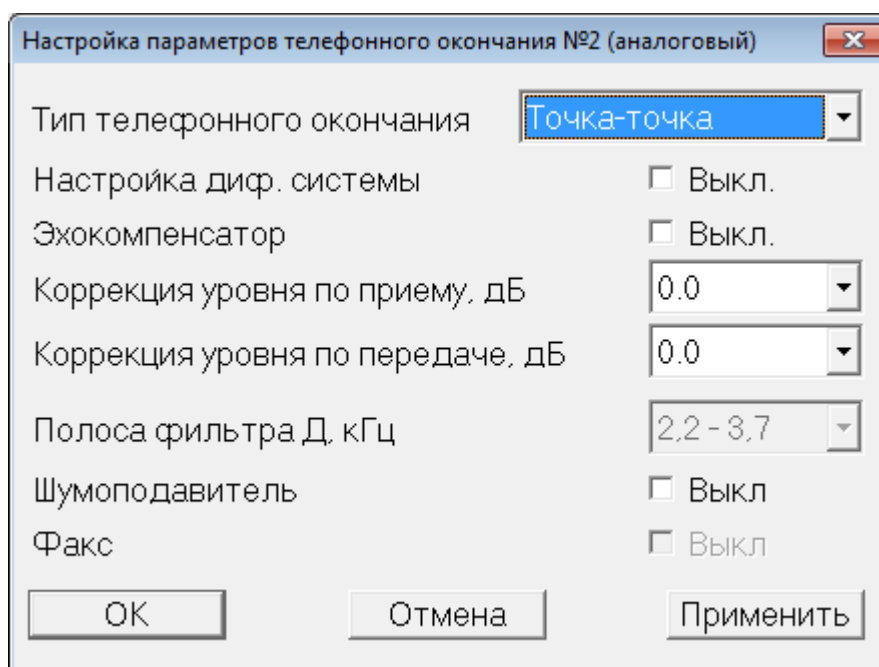 Настройка параметров телефонного окончания №2 (аналоговый)
Тип телефонного окончания Точка-точка
Настройка диф. системы Выкл.
Эхокомпенсатор Выкл.
Коррекция уровня по приему, дБ 0.0
Коррекция уровня по передаче, дБ 0.0
Полоса фильтра Д, кГц 2,2 - 3,7
Шумоподавитель Выкл
Факс Выкл
OK Отмена Применить